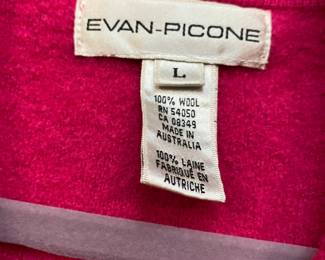 EVAN-PICONE
L
100% WOOL
RN 54050
CA 08349
MADE IN
AUSTRALIA
100% LAINE
FABRIQUÉ EN
AUTRICHE